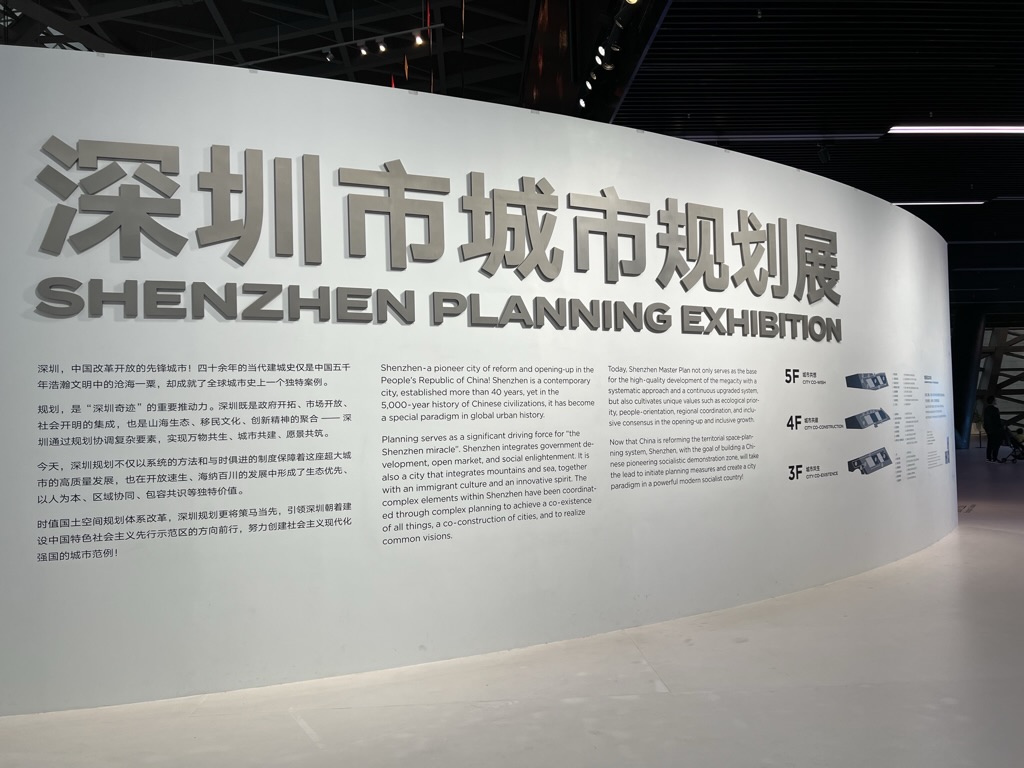 深圳市城市规划展
SHENZHEN PLANNING EXHIBITION
深圳，中国改革开放的先锋城市！四十余年的当代建城史仅是中国五千
年浩瀚文明中的沧海一粟，却成就了全球城市史上一个独特案例。
规划，是“深圳奇迹”的重要推动力。深圳既是政府开拓、市场开放、
社会开明的集成，也是山海生态、移民文化、创新精神的聚合 —— 深
圳通过规划协调复杂要素，实现万物共生、城市共建、愿景共筑。
今天，深圳规划不仅以系统的方法和与时俱进的制度保障着这座超大城
市的高质量发展，也在开放速生、海纳百川的发展中形成了生态优先、
以人为本、区域协同、包容共识等独特价值。
时值国土空间规划体系改革，深圳规划更将策马当先，引领深圳朝着建
设中国特色社会主义先行示范区的方向前行，努力创建社会主义现代化
强国的城市范例！
Shenzhen-a pioneer city of reform and opening-up in the
People's Republic of China! Shenzhen is a contemporary
city, established more than 40 years, yet in the
5,000-year history of Chinese civilizations, it has become
a special paradigm in global urban history.
Planning serves as a significant driving force for "the
Shenzhen miracle". Shenzhen integrates government de-
velopment, open market, and social enlightenment. It is
also a city that integrates mountains and sea, together
with an immigrant culture and an innovative spirit. The
complex elements within Shenzhen have been coordinat-
ed through complex planning to achieve a co-existence
of all things, a co-construction of cities, and to realize
common visions.
Today, Shenzhen Master Plan not only serves as the base
for the high-quality development of the megacity with a
systematic approach and a continuous upgraded system,
but also cultivates unique values such as ecological prior-
ity, people-orientation, regional coordination, and inclu-
sive consensus in the opening-up and inclusive growth.
Now that China is reforming the territorial space-plan-
ning system, Shenzhen, with the goal of building a Chi-
nese pioneering socialistic demonstration zone, will take
the lead to initiate planning measures and create a city
paradigm in a powerful modern socialist country!
5F 城市共想
CITY CO-WISH
4F 城市共建
CITY CO-CONSTRUCTION
3F 城市共生
CITY CO-EXISTENCE